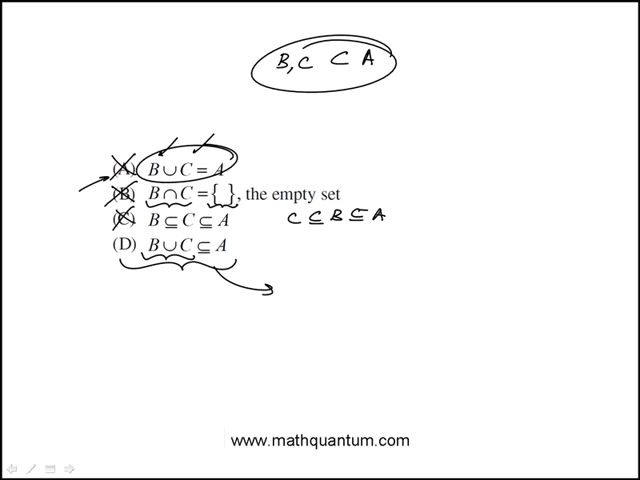 B, C ⊂ A
(A) B ∪ C = A
(B) B ∩ C = { }, the empty set
(C) B ⊆ C ⊆ A C ⊆ B ⊆ A
(D) B ∪ C ⊆ A
www.mathquantum.com